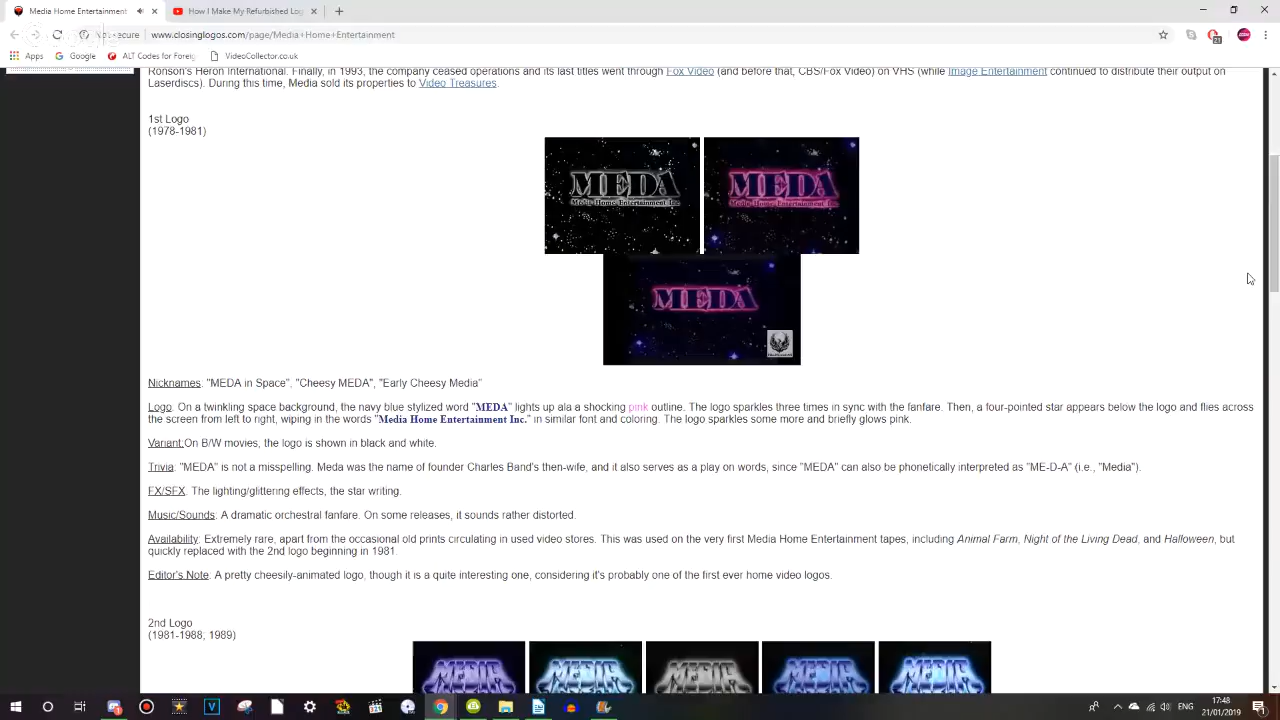 Media Home Entertainment
How I Make My Refurbished Log
secure
www.closinglogos.com/page/Media+Home+Entertainment
21
Apps
Google
ALT Codes for Foreig
VideoCollector.co.uk
Ronson's Heron International. Finally, in 1993, the company ceased operations and its last titles went through Fox Video (and before that, CBS/Fox Video) on VHS (while Image Entertainment continued to distribute their output on
Laserdiscs). During this time, Media sold its properties to Video Treasures.
1st Logo
(1978-1981)
MEDA
Media Home Entertainment Inc.
MEDA
Media Home Entertainment Inc.
MEDA
Nicknames: "MEDA in Space", "Cheesy MEDA", "Early Cheesy Media"
Logo: On a twinkling space background, the navy blue stylized word "MEDA" lights up ala a shocking pink outline. The logo sparkles three times in sync with the fanfare. Then, a four-pointed star appears below the logo and flies across
the screen from left to right, wiping in the words "Media Home Entertainment Inc." in similar font and coloring. The logo sparkles some more and briefly glows pink.
Variant:On B/W movies, the logo is shown in black and white.
Trivia: "MEDA" is not a misspelling. Meda was the name of founder Charles Band's then-wife, and it also serves as a play on words, since "MEDA" can also be phonetically interpreted as "ME-D-A" (i.e., "Media").
FX/SFX: The lighting/glittering effects, the star writing.
Music/Sounds: A dramatic orchestral fanfare. On some releases, it sounds rather distorted.
Availability: Extremely rare, apart from the occasional old prints circulating in used video stores. This was used on the very first Media Home Entertainment tapes, including Animal Farm, Night of the Living Dead, and Halloween, but
quickly replaced with the 2nd logo beginning in 1981.
Editor's Note: A pretty cheesily-animated logo, though it is a quite interesting one, considering it's probably one of the first ever home video logos.
2nd Logo
(1981-1988; 1989)
MEDIA
MEDIA
MEDIA
MEDIA
MEDIA
ENG
17:48
21/01/2019